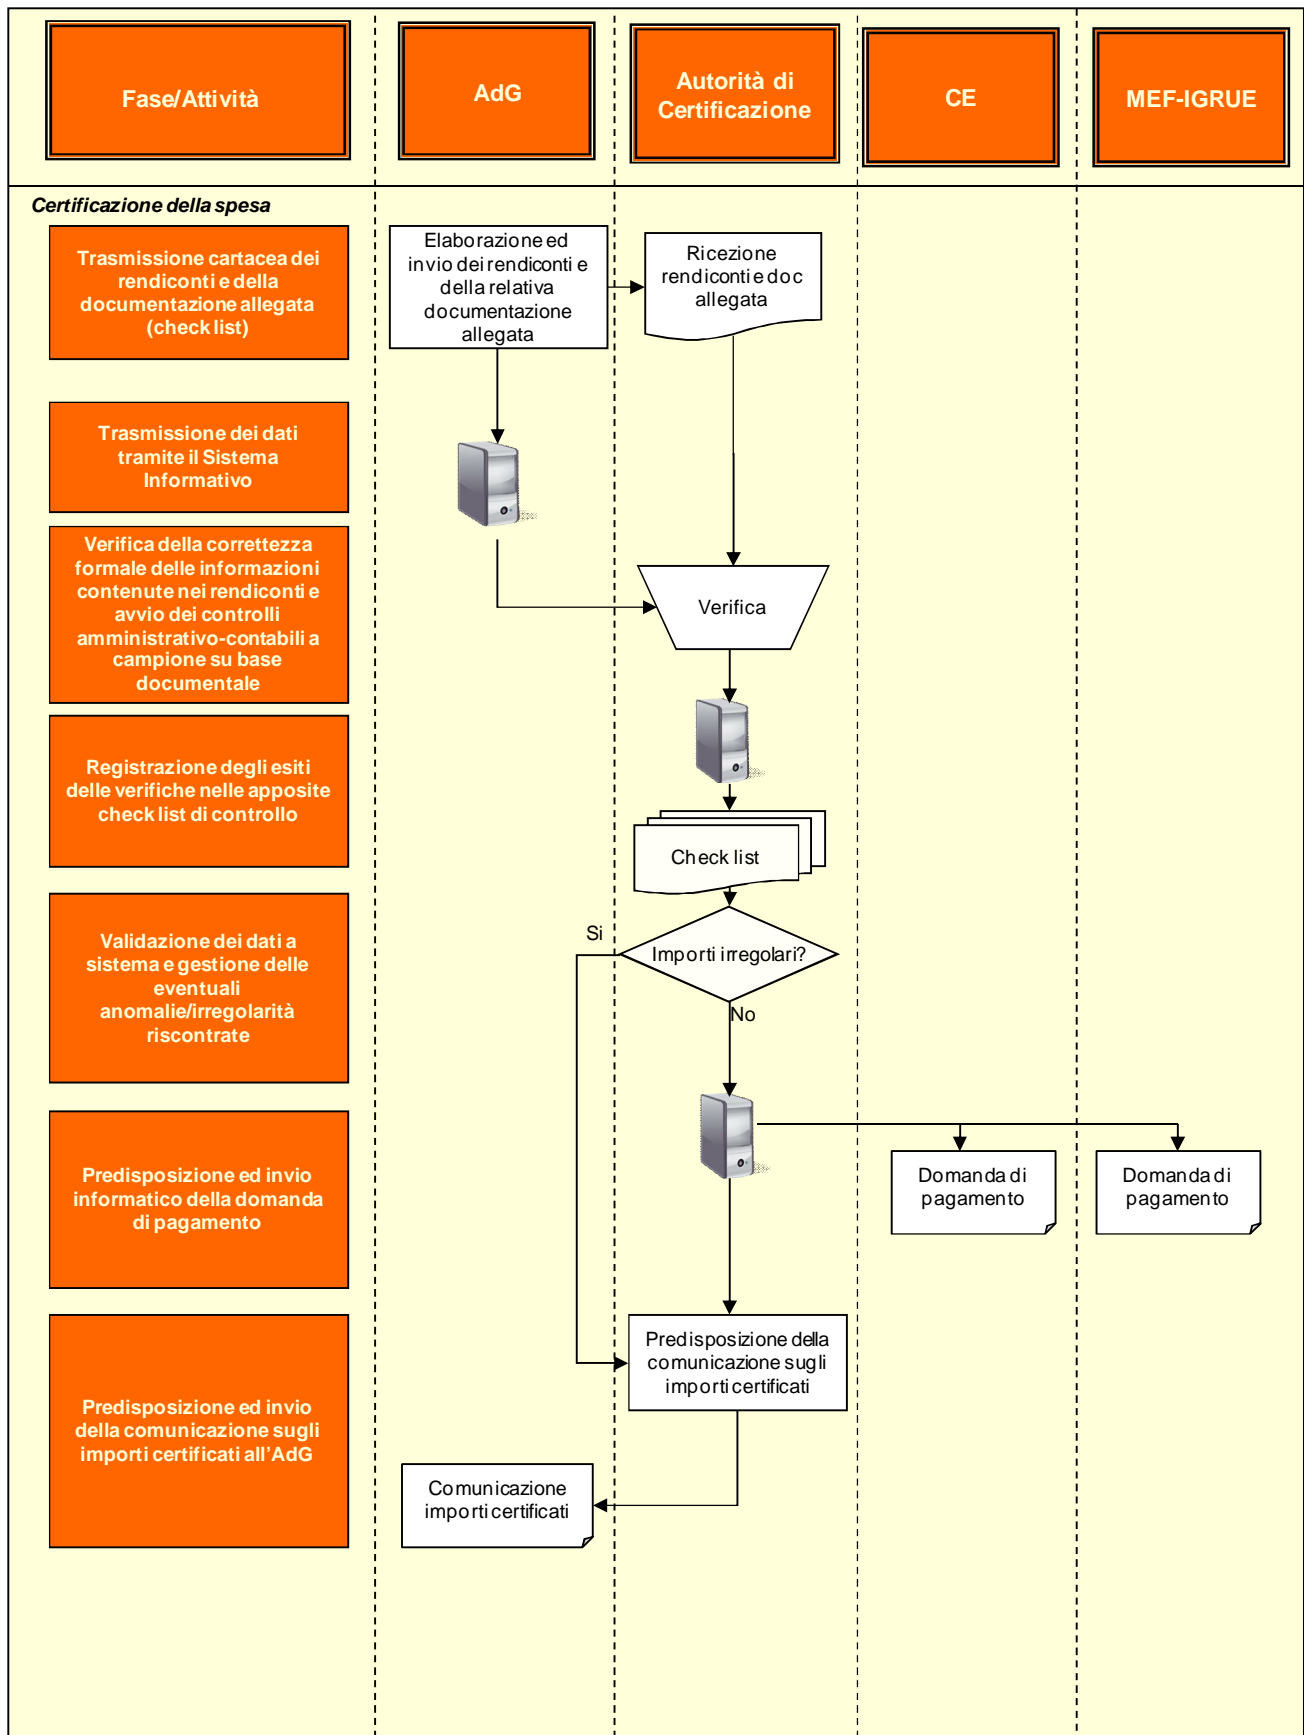 Fase/Attività
AdG
Autorità di
Certificazione
CE
MEF-IGRUE
Certificazione della spesa
Trasmissione cartacea dei
rendiconti e della
documentazione allegata
(check list)
Elaborazione ed
invio dei rendiconti e
della relativa
documentazione
allegata
Ricezione
rendiconti e doc
allegata
Trasmissione dei dati
tramite il Sistema
Informativo
Verifica della correttezza
formale delle informazioni
contenute nei rendiconti e
avvio dei controlli
amministrativo-contabili a
campione su base
documentale
Verifica
Registrazione degli esiti
delle verifiche nelle apposite
check list di controllo
Check list
Validazione dei dati a
sistema e gestione delle
eventuali
anomalie/irregolarità
riscontrate
Si
Importi irregolari?
No
Predisposizione ed invio
informatico della domanda
di pagamento
Domanda di
pagamento
Domanda di
pagamento
Predisposizione ed invio
della comunicazione sugli
importi certificati all'AdG
Predisposizione della
comunicazione sugli
importi certificati
Comunicazione
importi certificati